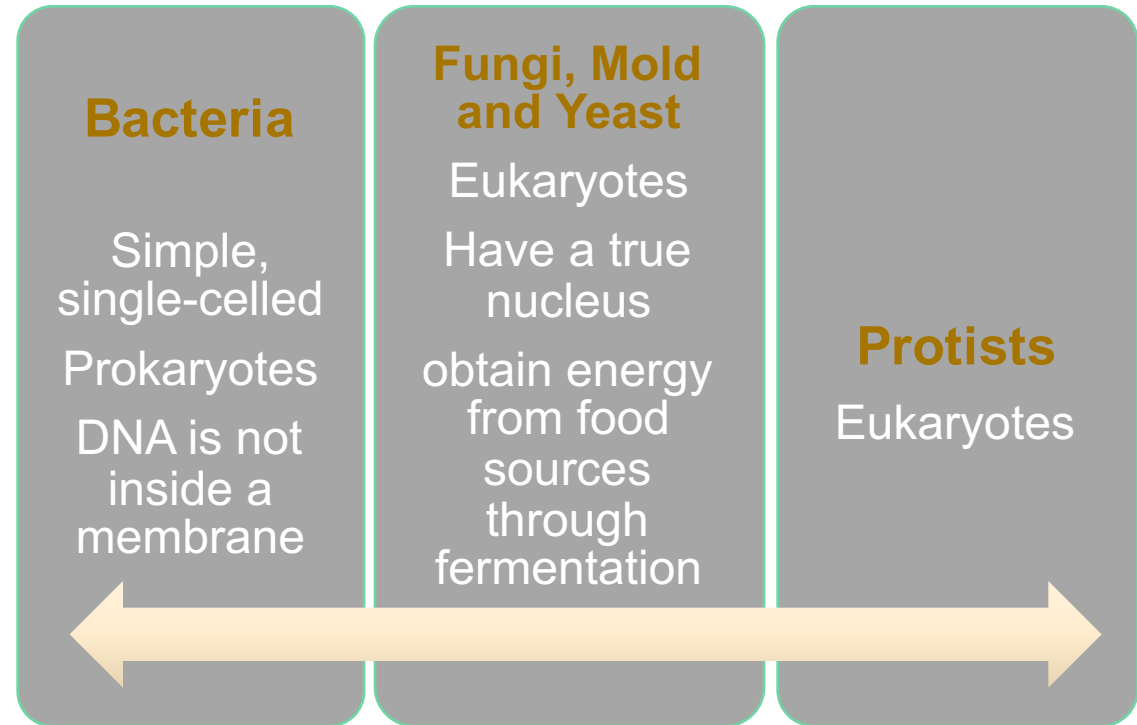 Bacteria
Simple,
single-celled
Prokaryotes
DNA is not
inside a
membrane
Fungi, Mold
and Yeast
Eukaryotes
Have a true
nucleus
obtain energy
from food
sources
through
fermentation
Protists
Eukaryotes